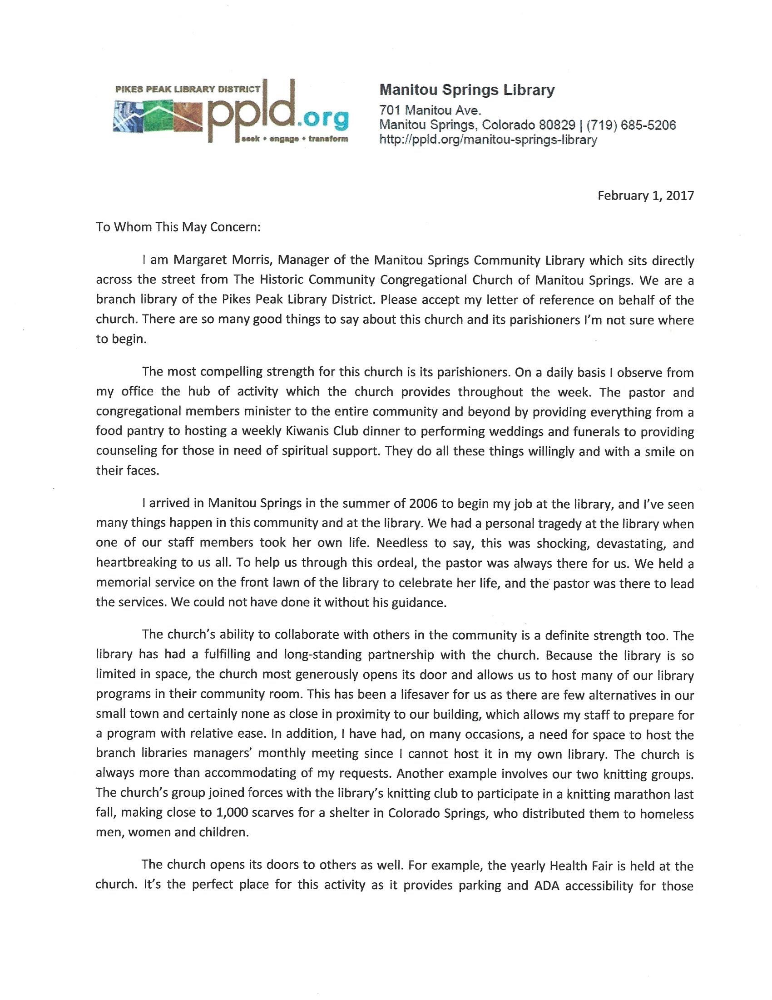 PIKES PEAK LIBRARY DISTRICT
ppld.org
seek • engage • transform
Manitou Springs Library
701 Manitou Ave.
Manitou Springs, Colorado 80829 | (719) 685-5206
http://ppld.org/manitou-springs-library
February 1, 2017
To Whom This May Concern:
I am Margaret Morris, Manager of the Manitou Springs Community Library which sits directly
across the street from The Historic Community Congregational Church of Manitou Springs. We are a
branch library of the Pikes Peak Library District. Please accept my letter of reference on behalf of the
church. There are so many good things to say about this church and its parishioners I’m not sure where
to begin.
The most compelling strength for this church is its parishioners. On a daily basis I observe from
my office the hub of activity which the church provides throughout the week. The pastor and
congregational members minister to the entire community and beyond by providing everything from a
food pantry to hosting a weekly Kiwanis Club dinner to performing weddings and funerals to providing
counseling for those in need of spiritual support. They do all these things willingly and with a smile on
their faces.
I arrived in Manitou Springs in the summer of 2006 to begin my job at the library, and I’ve seen
many things happen in this community and at the library. We had a personal tragedy at the library when
one of our staff members took her own life. Needless to say, this was shocking, devastating, and
heartbreaking to us all. To help us through this ordeal, the pastor was always there for us. We held a
memorial service on the front lawn of the library to celebrate her life, and the pastor was there to lead
the services. We could not have done it without his guidance.
The church’s ability to collaborate with others in the community is a definite strength too. The
library has had a fulfilling and long-standing partnership with the church. Because the library is so
limited in space, the church most generously opens its door and allows us to host many of our library
programs in their community room. This has been a lifesaver for us as there are few alternatives in our
small town and certainly none as close in proximity to our building, which allows my staff to prepare for
a program with relative ease. In addition, I have had, on many occasions, a need for space to host the
branch libraries managers’ monthly meeting since I cannot host it in my own library. The church is
always more than accommodating of my requests. Another example involves our two knitting groups.
The church’s group joined forces with the library’s knitting club to participate in a knitting marathon last
fall, making close to 1,000 scarves for a shelter in Colorado Springs, who distributed them to homeless
men, women and children.
The church opens its doors to others as well. For example, the yearly Health Fair is held at the
church. It’s the perfect place for this activity as it provides parking and ADA accessibility for those